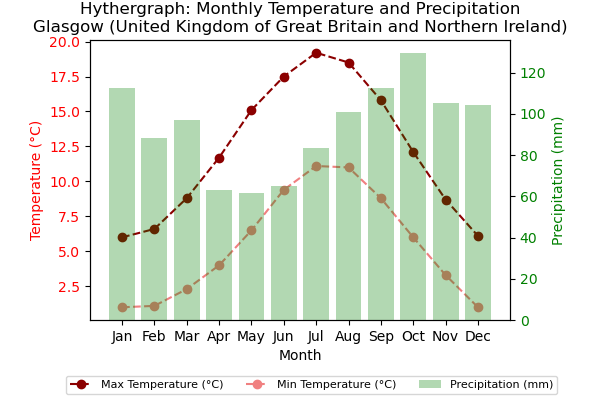 Hythergraph: Monthly Temperature and Precipitation
Glasgow (United Kingdom of Great Britain and Northern Ireland)
Temperature (°C)
20.0
17.5
15.0
12.5
10.0
7.5
5.0
2.5
120
100
80
60
40
20
0
Precipitation (mm)
Jan Feb Mar Apr May Jun Jul Aug Sep Oct Nov Dec
Month
Max Temperature (°C) Min Temperature (°C) Precipitation (mm)